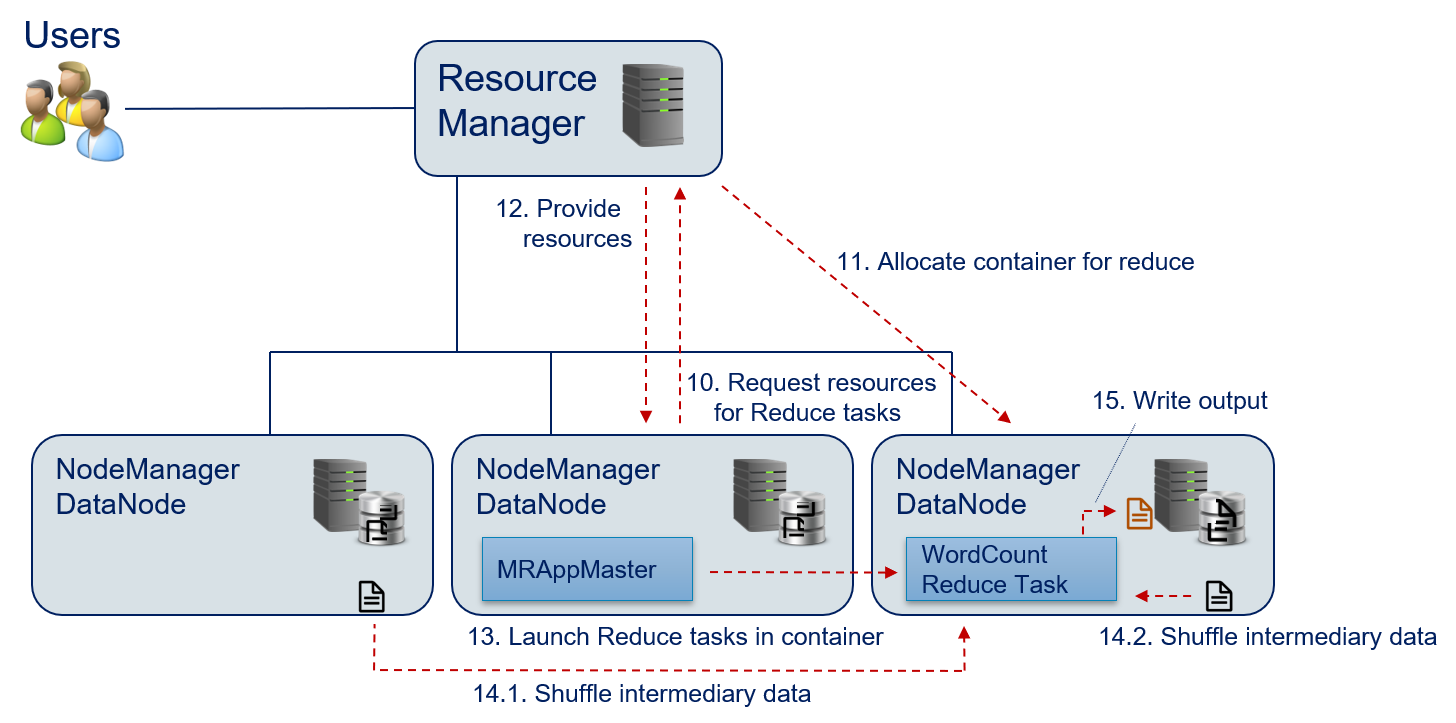 Users
Resource
Manager
12. Provide
resources
11. Allocate container for reduce
10. Request resources
for Reduce tasks
15. Write output
NodeManager
DataNode
NodeManager
DataNode
MRAppMaster
NodeManager
DataNode
WordCount
Reduce Task
13. Launch Reduce tasks in container
14.2. Shuffle intermediary data
14.1. Shuffle intermediary data